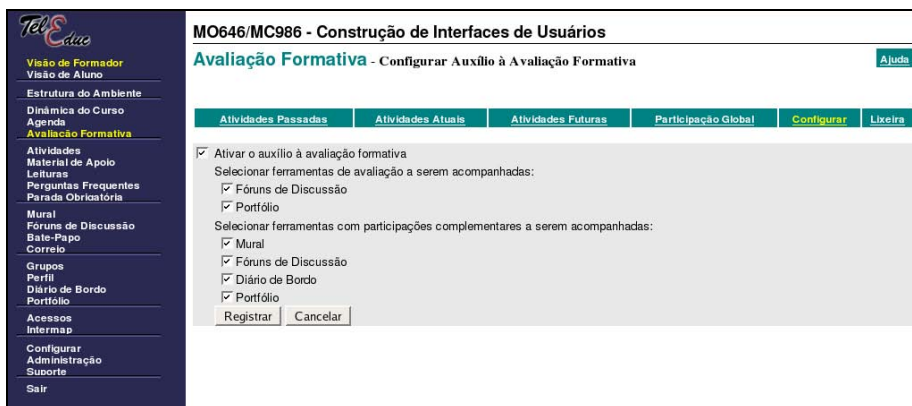 TelEduc
Visão de Formador
Visão de Aluno
Estrutura do Ambiente
Dinâmica do Curso
Agenda
Avaliação Formativa
Atividades
Material de Apoio
Leituras
Perguntas Frequentes
Parada Obrigatória
Mural
Fóruns de Discussão
Bate-Papo
Correio
Grupos
Perfil
Diário de Bordo
Portfólio
Acessos
Intermap
Configurar
Administração
Suporte
Sair
MO646/MC986 - Construção de Interfaces de Usuários
Avaliação Formativa - Configurar Auxílio à Avaliação Formativa
Ajuda
Atividades Passadas Atividades Atuais Atividades Futuras Participação Global Configurar Lixeira
Ativar o auxílio à avaliação formativa
Selecionar ferramentas de avaliação a serem acompanhadas:
Fóruns de Discussão
Portfólio
Selecionar ferramentas com participações complementares a serem acompanhadas:
Mural
Fóruns de Discussão
Diário de Bordo
Portfólio
Registrar Cancelar